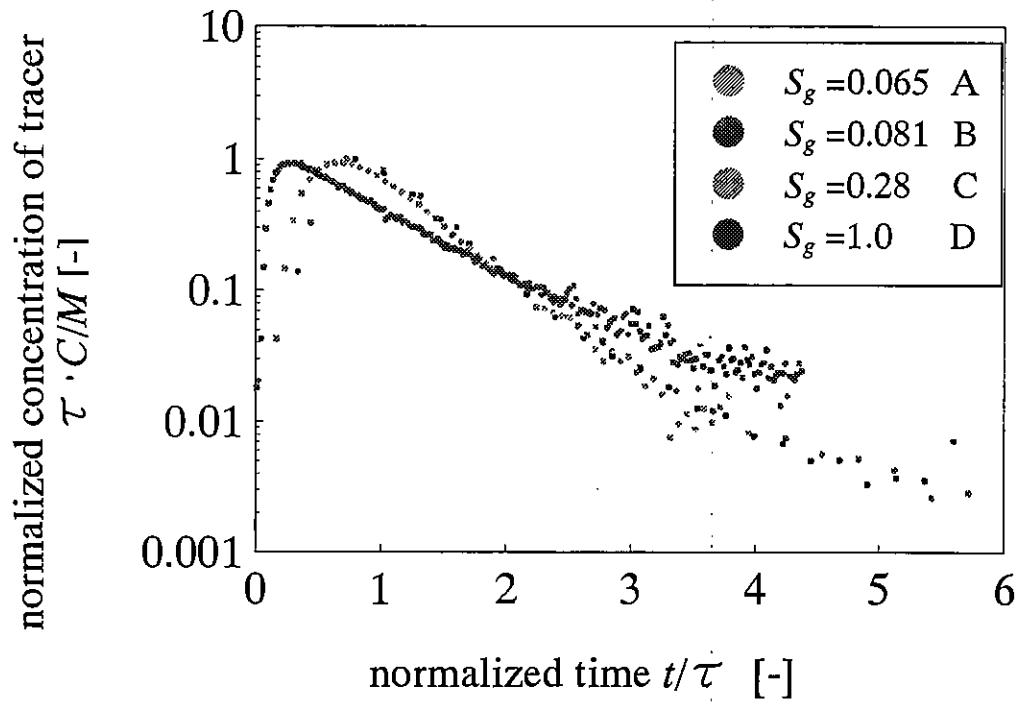 normalized concentration of tracer
τ · C/M [-]
10
1
0.1
0.01
0.001
0 1 2 3 4 5 6
normalized time t/τ [-]
S_g =0.065 A
S_g =0.081 B
S_g =0.28 C
S_g =1.0 D